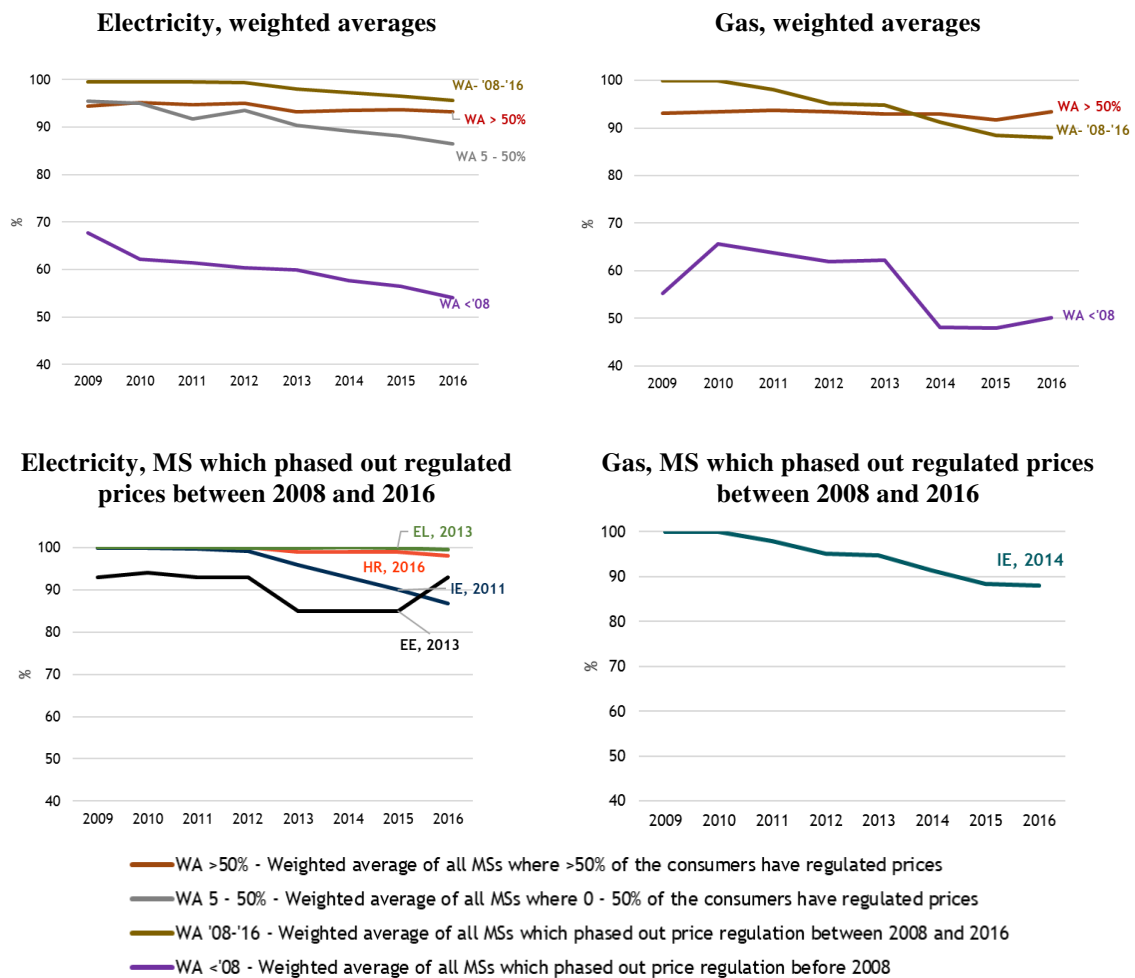 Electricity, weighted averages
100
90
80
70
60
50
40
%
WA- '08-'16
WA > 50%
WA 5 - 50%
WA <'08
2009 2010 2011 2012 2013 2014 2015 2016
Gas, weighted averages
100
90
80
70
60
50
40
%
WA > 50%
WA- '08-'16
WA <'08
2009 2010 2011 2012 2013 2014 2015 2016
Electricity, MS which phased out regulated
prices between 2008 and 2016
100
90
80
70
60
50
40
%
EL, 2013
HR, 2016
IE, 2011
EE, 2013
2009 2010 2011 2012 2013 2014 2015 2016
Gas, MS which phased out regulated prices
between 2008 and 2016
100
90
80
70
60
50
40
%
IE, 2014
2009 2010 2011 2012 2013 2014 2015 2016
WA >50% - Weighted average of all MSs where >50% of the consumers have regulated prices
WA 5 - 50% - Weighted average of all MSs where 0 - 50% of the consumers have regulated prices
WA '08-'16 - Weighted average of all MSs which phased out price regulation between 2008 and 2016
WA <'08 - Weighted average of all MSs which phased out price regulation before 2008